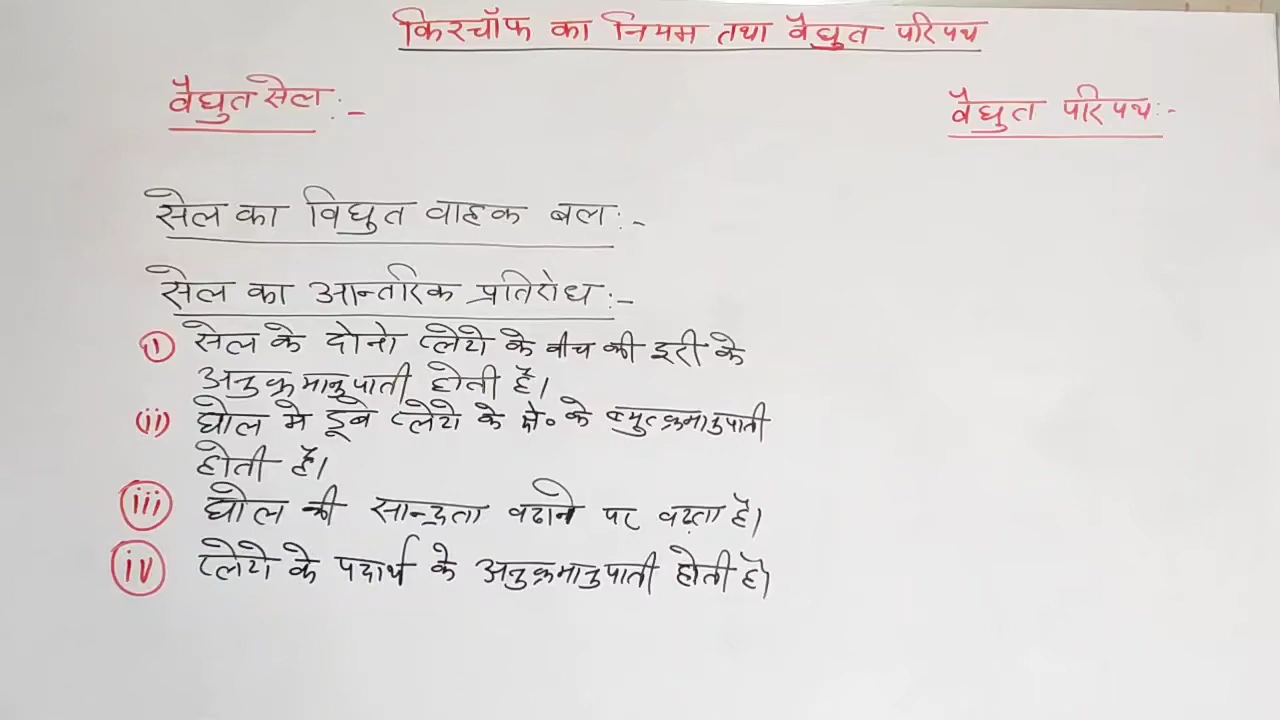 किरचॉफ का नियम तथा वैद्युत परिपथ
वैद्युत सेल :-
वैद्युत परिपथ :-
सेल का विद्युत वाहक बल :-
सेल का आन्तरिक प्रतिरोध :-
(i) सेल के दोनो प्लेटो के बीच की दूरी के
अनुक्रमानुपाती होती है।
(ii) घोल मे डूबे प्लेटो के क्षे० के व्युत्क्रमानुपाती
होती है।
(iii) घोल की सान्द्रता बढाने पर बढ़ता है।
(iv) प्लेटो के पदार्थ के अनुक्रमानुपाती होती है।